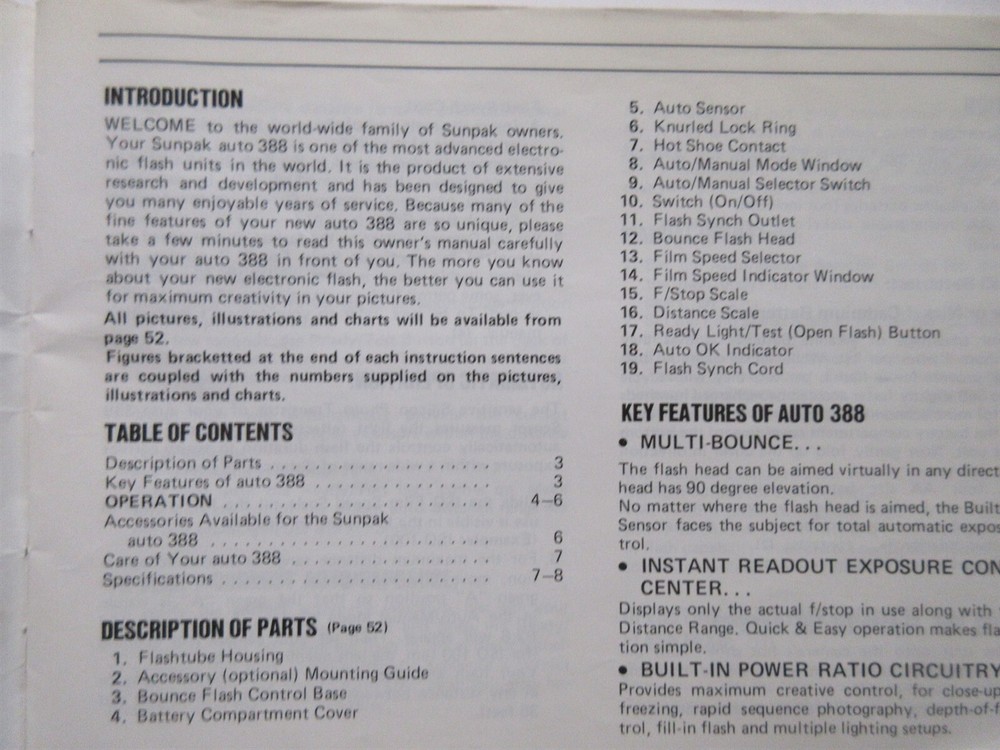 INTRODUCTION
WELCOME to the world-wide family of Sunpak owners.
Your Sunpak auto 388 is one of the most advanced electro-
nic flash units in the world. It is the product of extensive
research and development and has been designed to give
you many enjoyable years of service. Because many of the
fine features of your new auto 388 are so unique, please
take a few minutes to read this owner's manual carefully
with your auto 388 in front of you. The more you know
about your new electronic flash, the better you can use it
for maximum creativity in your pictures.
All pictures, illustrations and charts will be available from
page 52.
Figures bracketted at the end of each instruction sentences
are coupled with the numbers supplied on the pictures,
illustrations and charts.
TABLE OF CONTENTS
Description of Parts . . . . . . . . . . . . . . . . . . . . 3
Key Features of auto 388 . . . . . . . . . . . . . . . . 3
OPERATION . . . . . . . . . . . . . . . . . . . . . . . . 4–6
Accessories Available for the Sunpak
auto 388 . . . . . . . . . . . . . . . . . . . . . . . . . 6
Care of Your auto 388 . . . . . . . . . . . . . . . . . . 7
Specifications . . . . . . . . . . . . . . . . . . . . . . . . 7–8
DESCRIPTION OF PARTS (Page 52)
1. Flashtube Housing
2. Accessory (optional) Mounting Guide
3. Bounce Flash Control Base
4. Battery Compartment Cover
5. Auto Sensor
6. Knurled Lock Ring
7. Hot Shoe Contact
8. Auto/Manual Mode Window
9. Auto/Manual Selector Switch
10. Switch (On/Off)
11. Flash Synch Outlet
12. Bounce Flash Head
13. Film Speed Selector
14. Film Speed Indicator Window
15. F/Stop Scale
16. Distance Scale
17. Ready Light/Test (Open Flash) Button
18. Auto OK Indicator
19. Flash Synch Cord
KEY FEATURES OF AUTO 388
● MULTI-BOUNCE...
The flash head can be aimed virtually in any direct
head has 90 degree elevation.
No matter where the flash head is aimed, the Built
Sensor faces the subject for total automatic expos
trol.
● INSTANT READOUT EXPOSURE CON
CENTER...
Displays only the actual f/stop in use along with
Distance Range. Quick & Easy operation makes fla
tion simple.
● BUILT-IN POWER RATIO CIRCUITRY
Provides maximum creative control, for close-up
freezing, rapid sequence photography, depth-of-f
trol, fill-in flash and multiple lighting setups.